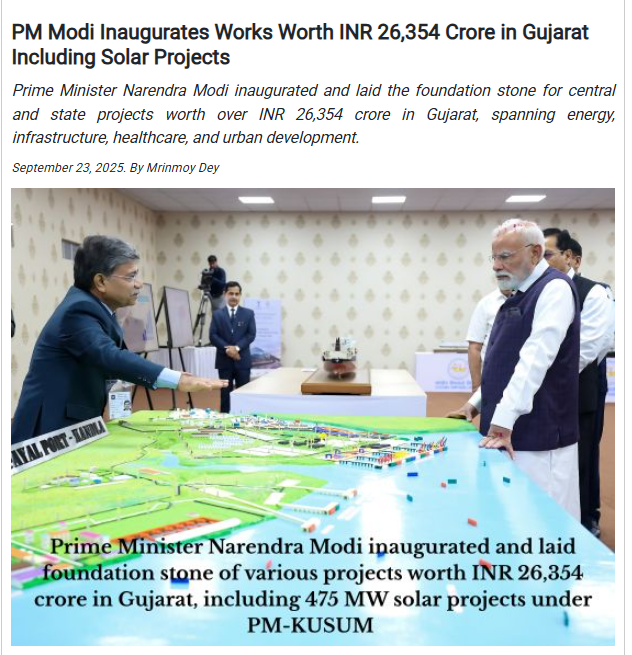 PM Modi Inaugurates Works Worth INR 26,354 Crore in Gujarat
Including Solar Projects
Prime Minister Narendra Modi inaugurated and laid the foundation stone for central
and state projects worth over INR 26,354 crore in Gujarat, spanning energy,
infrastructure, healthcare, and urban development.
September 23, 2025. By Mrinmoy Dey
AYAL PORT - KANDLA
Prime Minister Narendra Modi inaugurated and laid
foundation stone of various projects worth INR 26,354
crore in Gujarat, including 475 MW solar projects under
PM-KUSUM